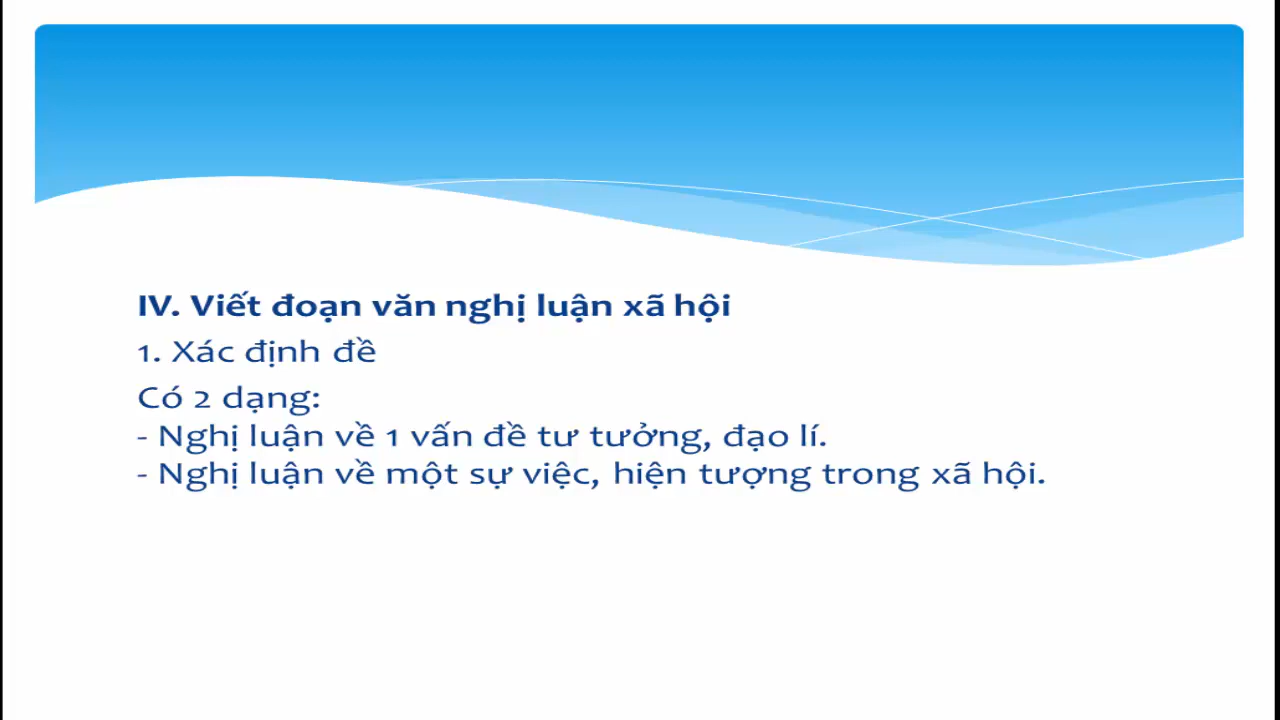 IV. Viết đoạn văn nghị luận xã hội
1. Xác định đề
Có 2 dạng:
- Nghị luận về 1 vấn đề tư tưởng, đạo lí.
- Nghị luận về một sự việc, hiện tượng trong xã hội.